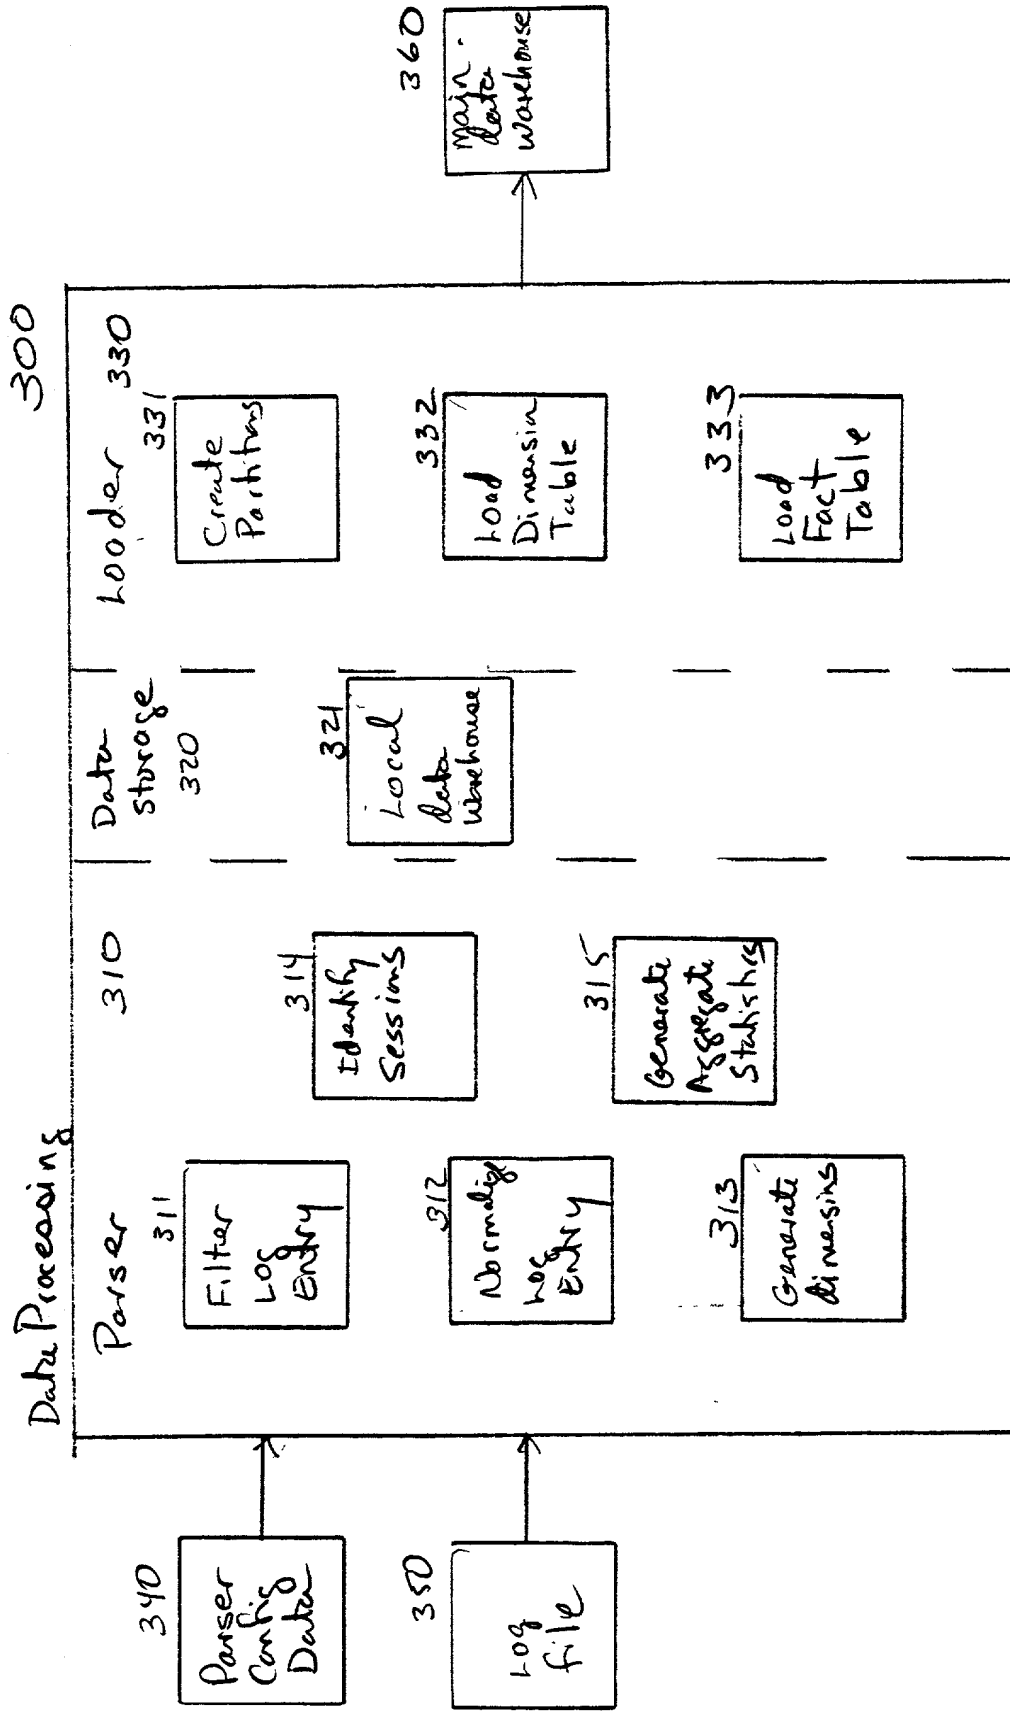 300
Data Processing
Parser
310
Data
Storage
320
Loader 330
340
Parser
Config
Data
350
Log
file
311
Filter
Log
Entry
312
Normalize
Log
Entry
313
Generate
dimensins
314
Identify
Sessions
315
Generate
Aggregate
Statistics
321
Local
data
Warehouse
331
Create
Partitions
332
Load
Dimension
Table
333
Load
Fact
Table
360
Main
data
Warehouse